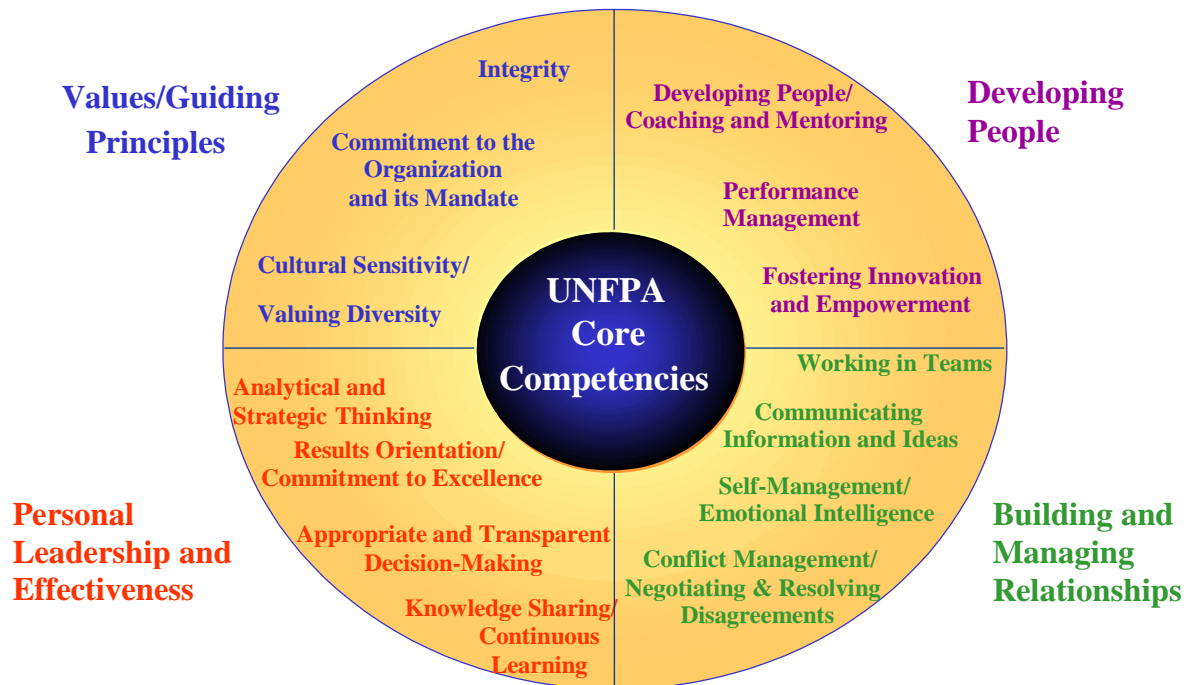 Values/Guiding
Principles
Integrity
Commitment to the
Organization
and its Mandate
Cultural Sensitivity/
Valuing Diversity
Developing People/
Coaching and Mentoring
Performance
Management
Fostering Innovation
and Empowerment
Developing
People
UNFPA
Core
Competencies
Analytical and
Strategic Thinking
Results Orientation/
Commitment to Excellence
Appropriate and Transparent
Decision-Making
Knowledge Sharing/
Continuous
Learning
Personal
Leadership and
Effectiveness
Working in Teams
Communicating
Information and Ideas
Self-Management/
Emotional Intelligence
Conflict Management/
Negotiating & Resolving
Disagreements
Building and
Managing
Relationships